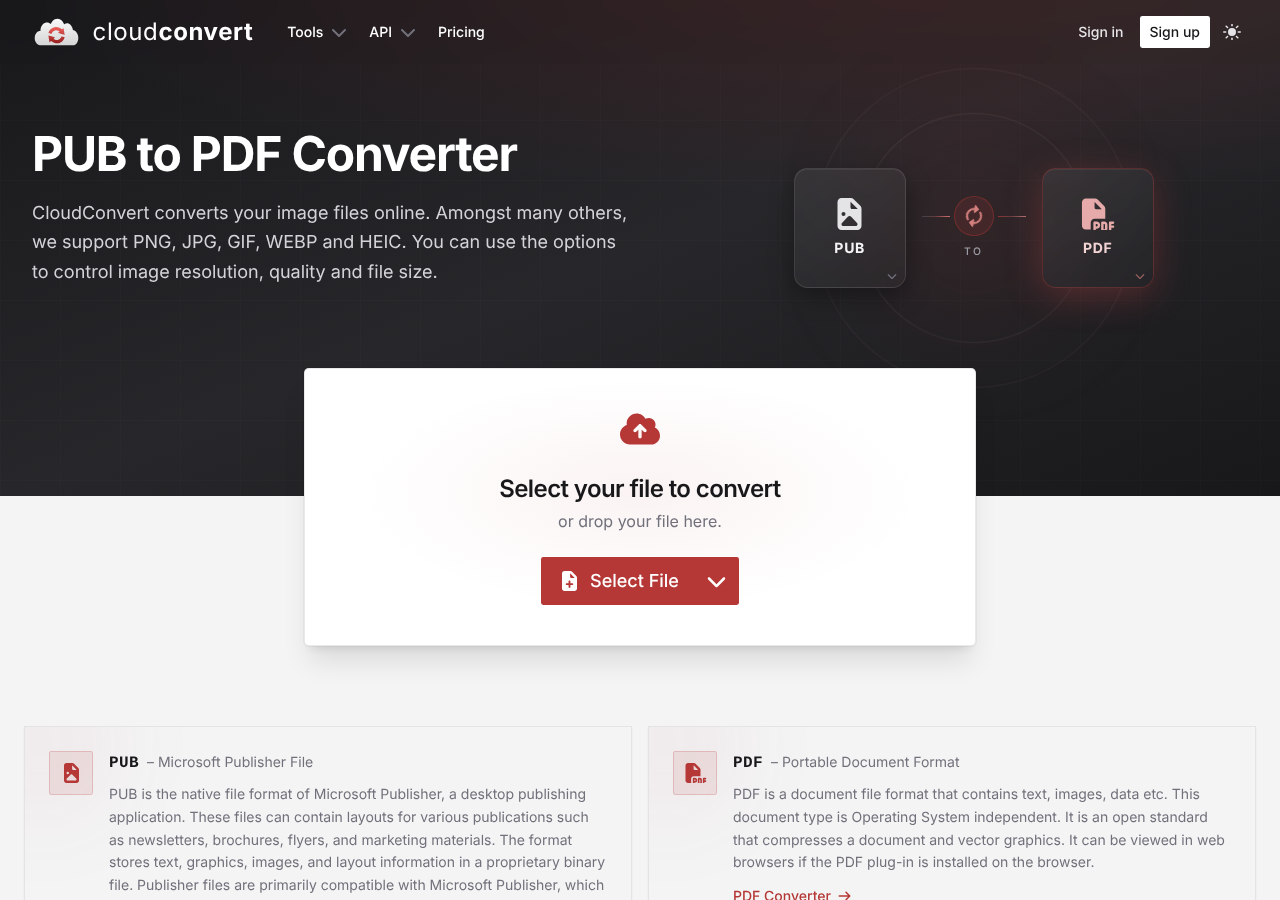 cloudconvert
Tools
API
Pricing
Sign in
Sign up
PUB to PDF Converter
CloudConvert converts your image files online. Amongst many others,
we support PNG, JPG, GIF, WEBP and HEIC. You can use the options
to control image resolution, quality and file size.
PUB
TO
PDF
PDF
Select your file to convert
or drop your file here.
Select File
PUB – Microsoft Publisher File
PUB is the native file format of Microsoft Publisher, a desktop publishing
application. These files can contain layouts for various publications such
as newsletters, brochures, flyers, and marketing materials. The format
stores text, graphics, images, and layout information in a proprietary binary
file. Publisher files are primarily compatible with Microsoft Publisher, which
PDF
PDF – Portable Document Format
PDF is a document file format that contains text, images, data etc. This
document type is Operating System independent. It is an open standard
that compresses a document and vector graphics. It can be viewed in web
browsers if the PDF plug-in is installed on the browser.
PDF Converter